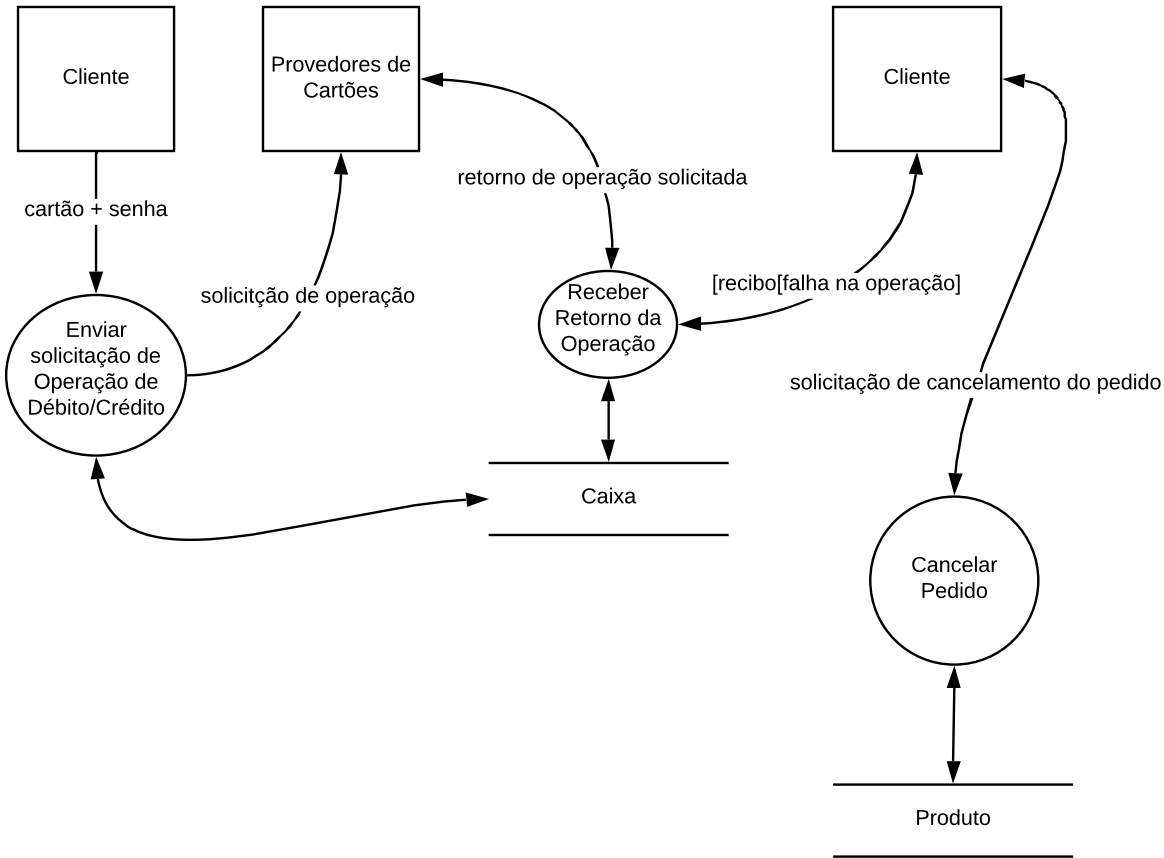 Cliente
Provedores de
Cartões
Cliente
cartão + senha
retorno de operação solicitada
solicitção de operação
[recibo[falha na operação]
Receber
Retorno da
Operação
Enviar
solicitação de
Operação de
Débito/Crédito
solicitação de cancelamento do pedido
Caixa
Cancelar
Pedido
Produto